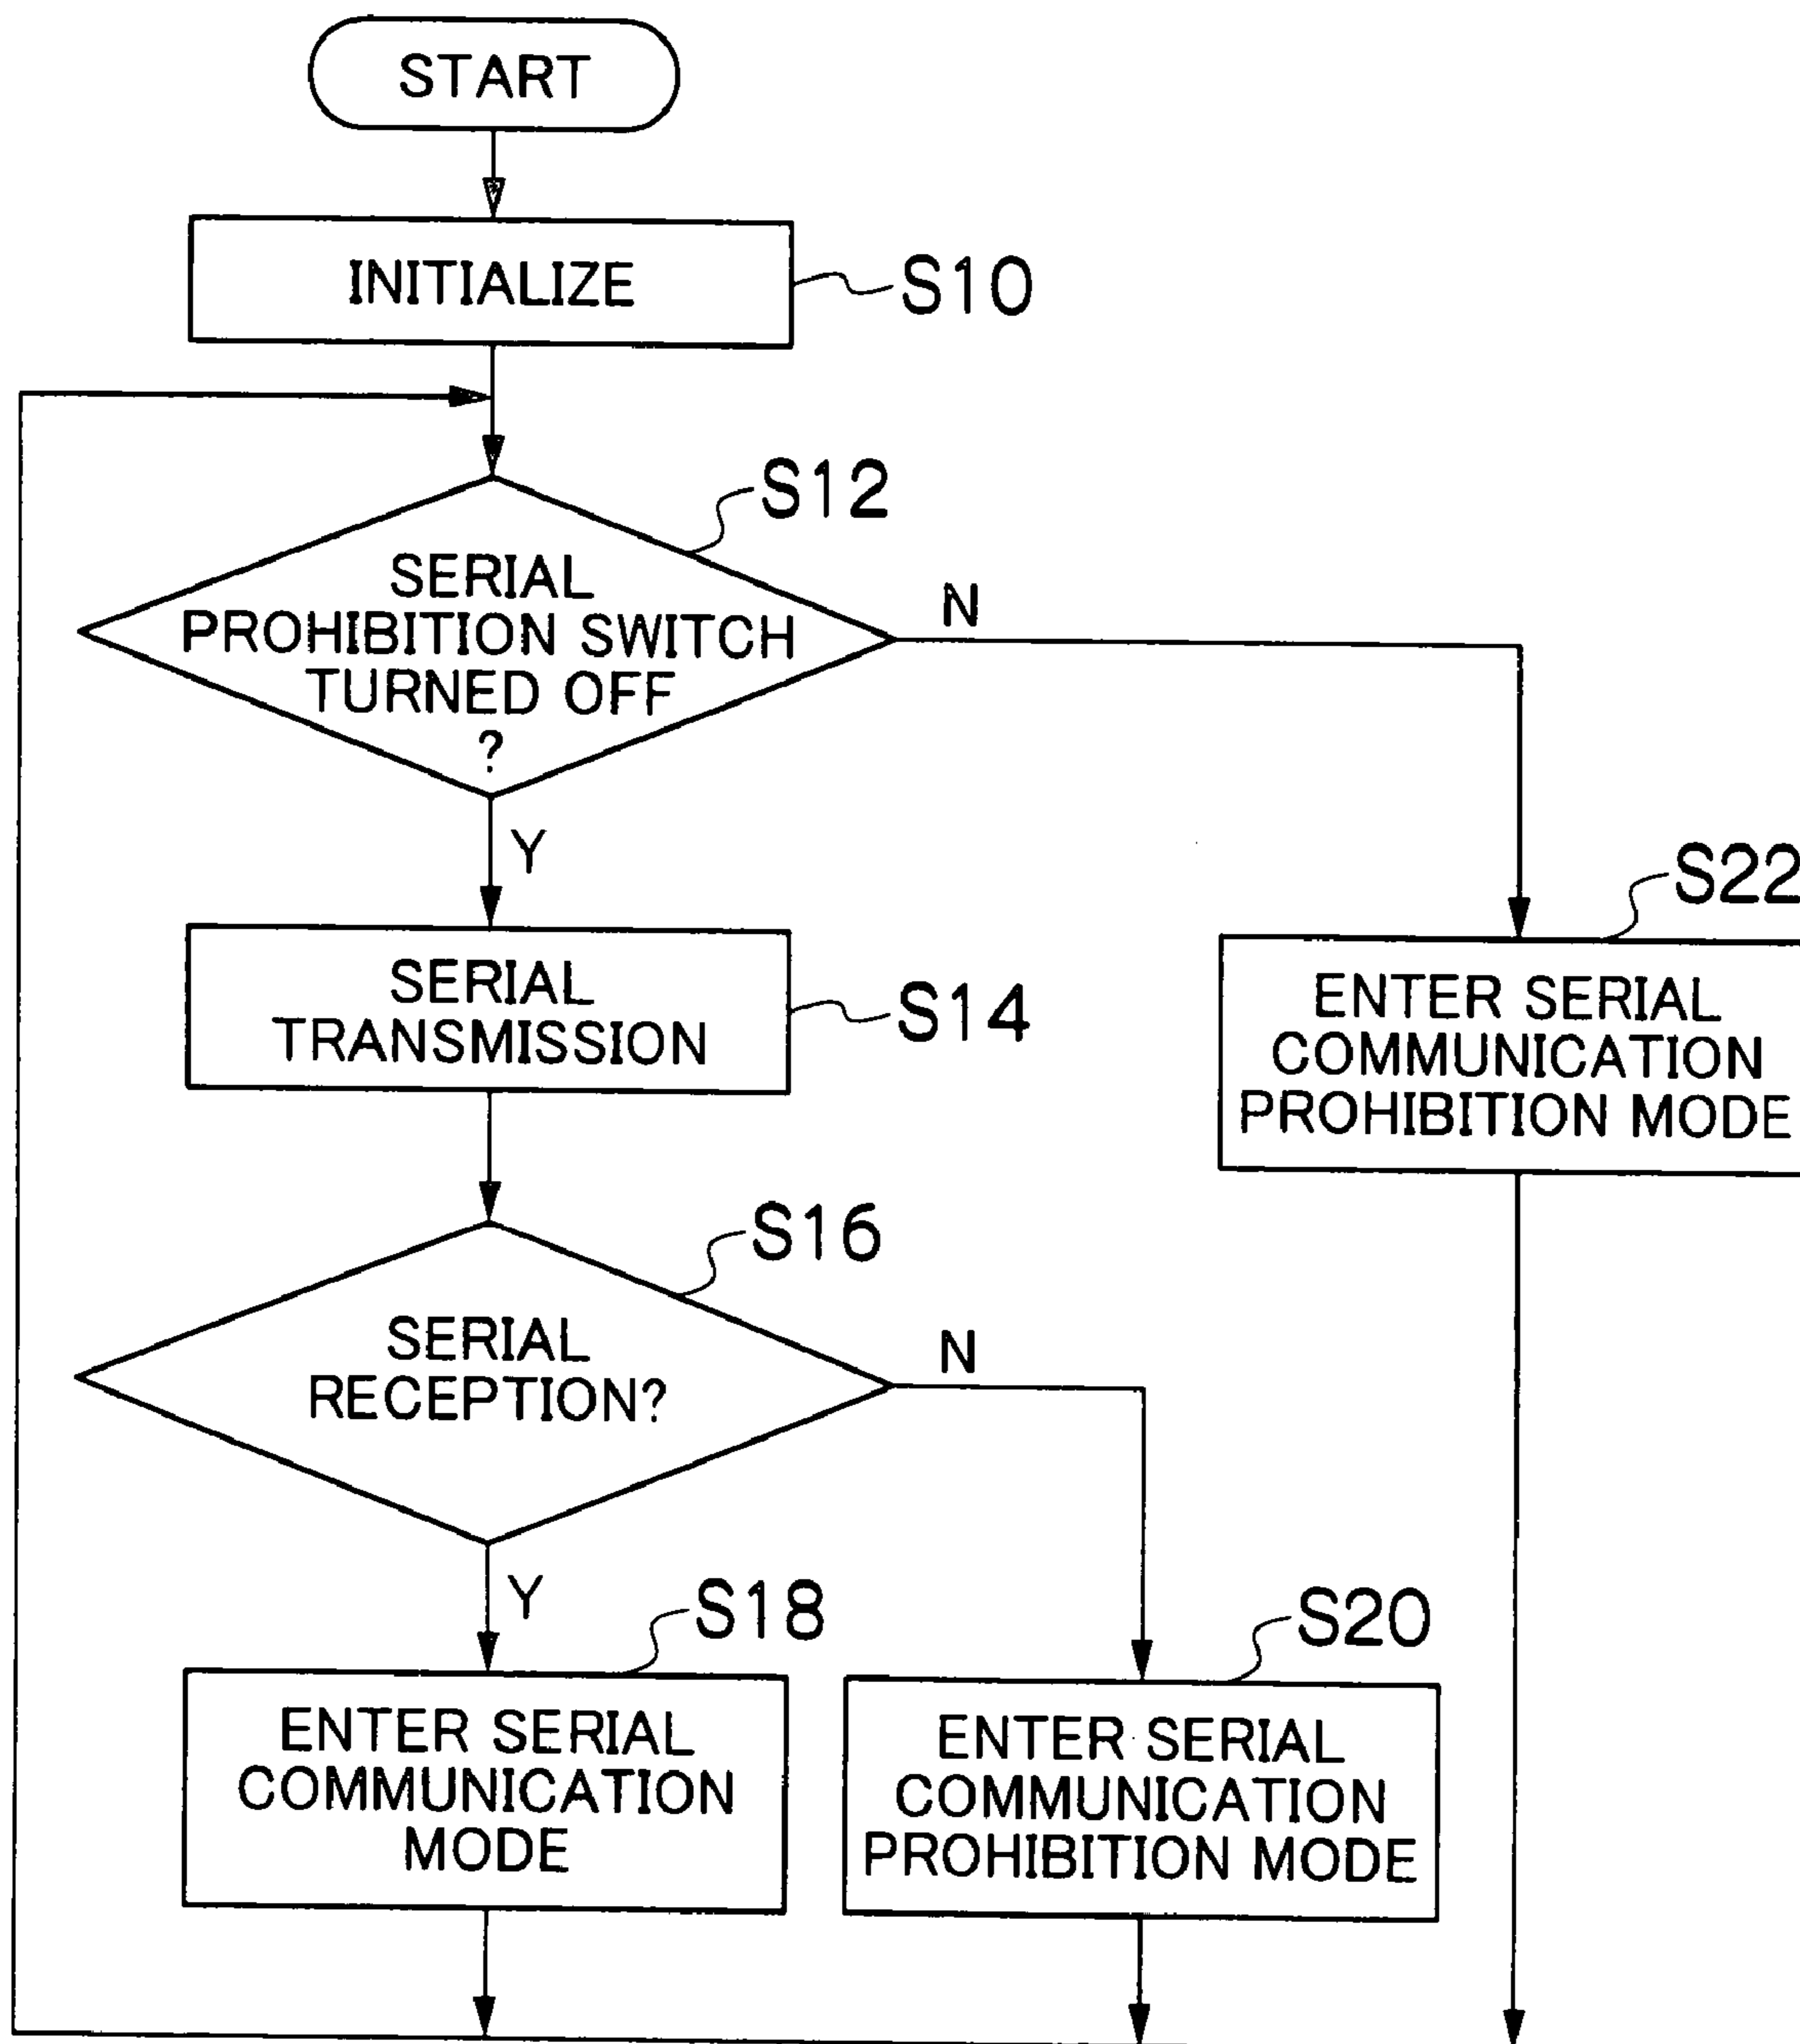 START
INITIALIZE
S10
S12
SERIAL
PROHIBITION SWITCH
TURNED OFF
?
N
Y
S22
SERIAL
TRANSMISSION
S14
ENTER SERIAL
COMMUNICATION
PROHIBITION MODE
S16
SERIAL
RECEPTION?
N
Y
S18
S20
ENTER SERIAL
COMMUNICATION
MODE
ENTER SERIAL
COMMUNICATION
PROHIBITION MODE